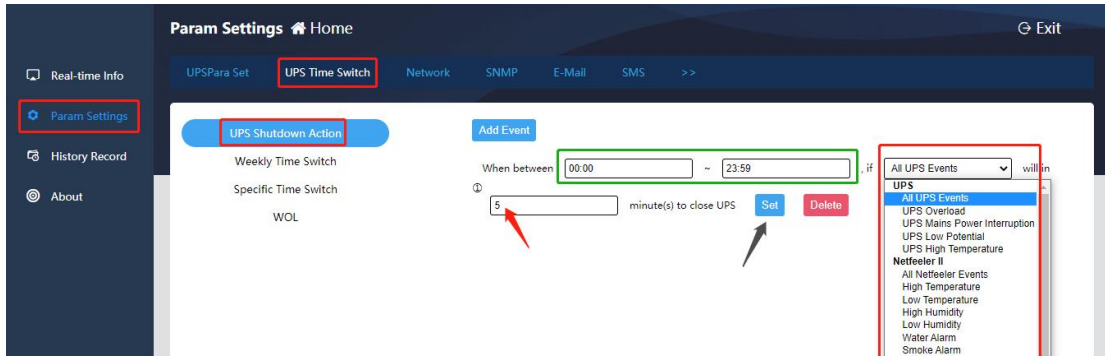 Param Settings Home
Exit
Real-time Info
Param Settings
History Record
About
UPSPara Set UPS Time Switch Network SNMP E-Mail SMS >>
UPS Shutdown Action
Weekly Time Switch
Specific Time Switch
WOL
Add Event
When between 00:00 ~ 23:59 , if All UPS Events will in
①
5 minute(s) to close UPS Set Delete
UPS
All UPS Events
UPS Overload
UPS Mains Power Interruption
UPS Low Potential
UPS High Temperature
Netfeeler II
All Netfeeler Events
High Temperature
Low Temperature
High Humidity
Low Humidity
Water Alarm
Smoke Alarm